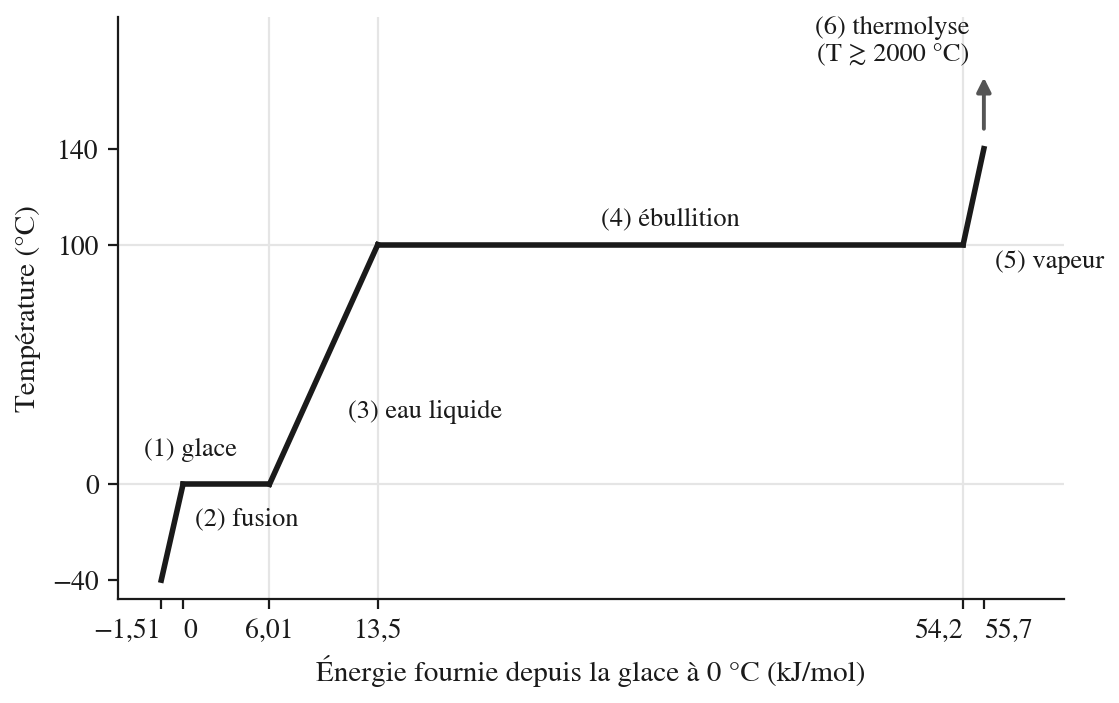 (6) thermolyse
(T ≳ 2000 °C)
140
(4) ébullition
100
(5) vapeur
Température (°C)
(3) eau liquide
(1) glace
0
(2) fusion
−40
−1,51 0 6,01 13,5 54,2 55,7
Énergie fournie depuis la glace à 0 °C (kJ/mol)